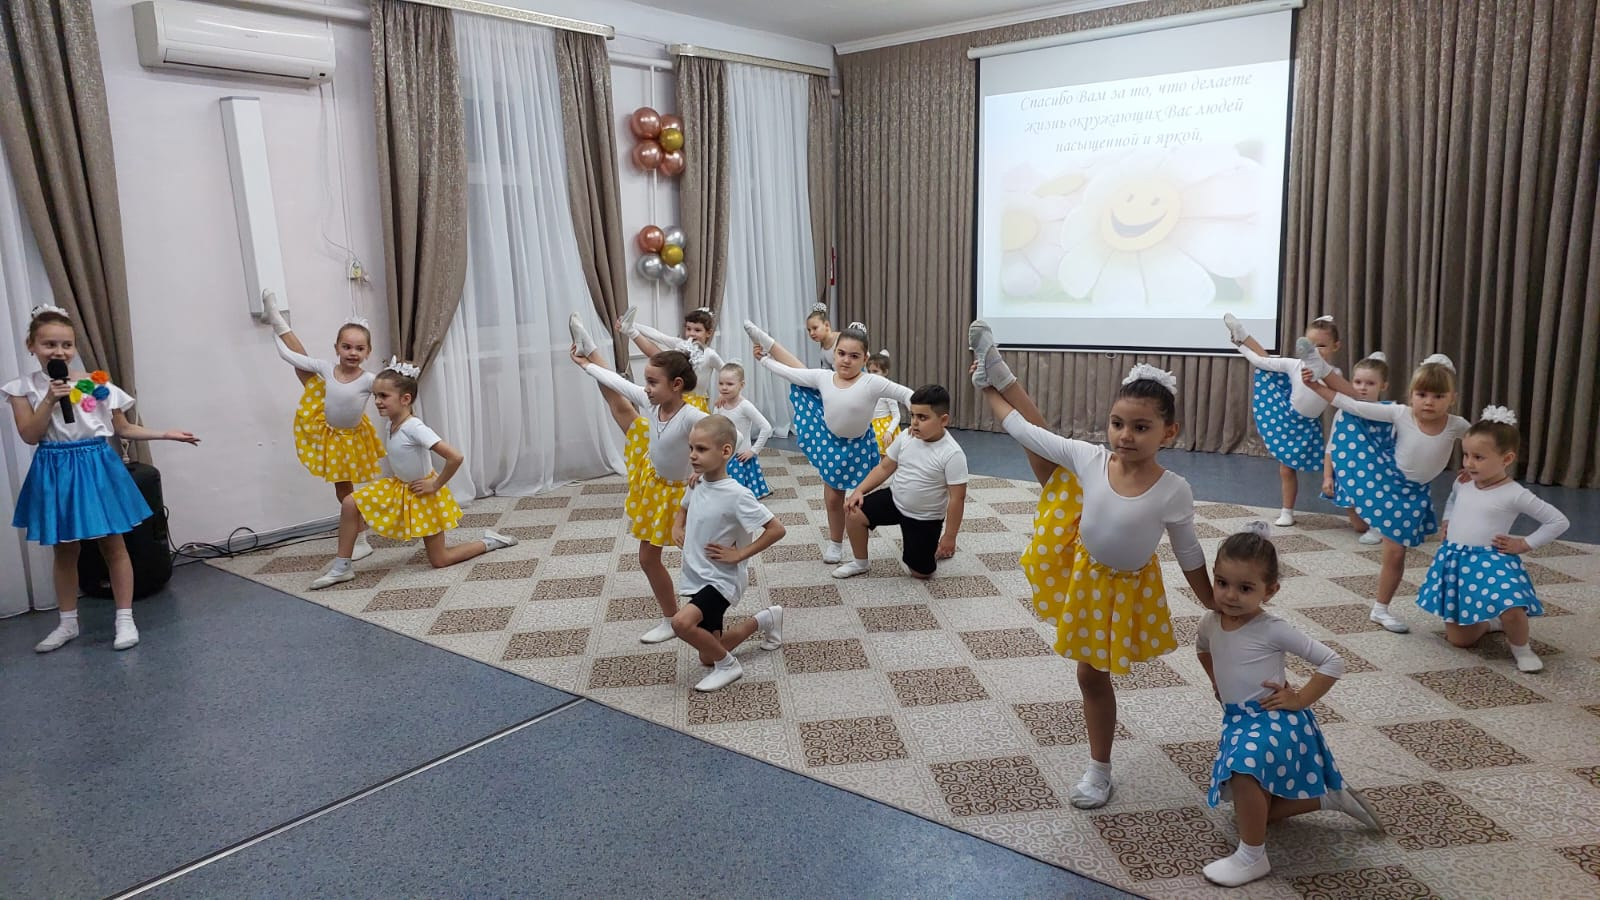 Спасибо Вам за то, что делаете
жизнь окружающих Вас людей
насыщенной и яркой,